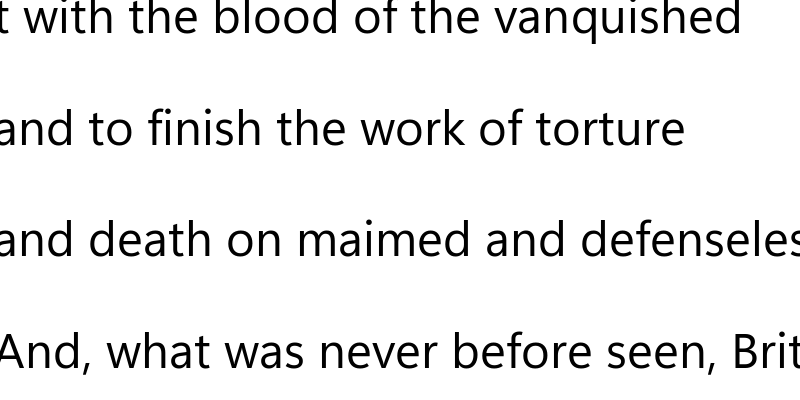 t with the blood of the vanquished
and to finish the work of torture
and death on maimed and defenseles
And, what was never before seen, Brit